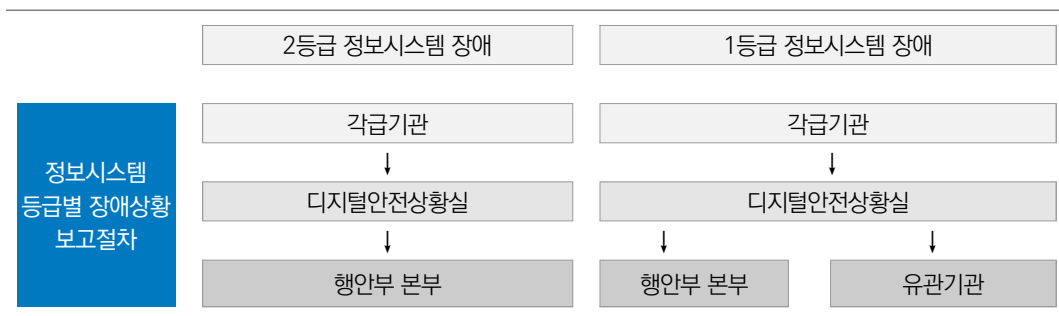 2등급 정보시스템 장애
1등급 정보시스템 장애
정보시스템
등급별 장애상황
보고절차
각급기관
각급기관
디지털안전상황실
디지털안전상황실
행안부 본부
행안부 본부
유관기관